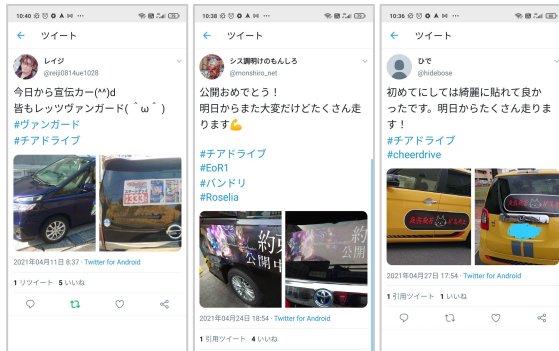 10:40
ツイート
レイジ
@reiji0814ue1028
今日から宣伝カー(^^)d
皆もレッツヴァンガード( ＾ω＾ )
#ヴァンガード
#チアドライブ
2021年04月11日 8:37 · Twitter for Android
1 リツイート 5 いいね
10:38
ツイート
シス調明けのもんしろ
@monshiro_net
公開おめでとう！
明日からまた大変だけどたくさん走
ります💪
#チアドライブ
#EoR1
#バンドリ
#Roselia
約束
公開中
2021年04月24日 18:54 · Twitter for Android
1 引用ツイート 4 いいね
10:36
ツイート
ひで
@hidebose
初めてにしては綺麗に貼れて良か
ったです。明日からたくさん走りま
す！
#チアドライブ
#cheerdrive
2021年04月27日 17:54 · Twitter for Android
1 引用ツイート 1 いいね